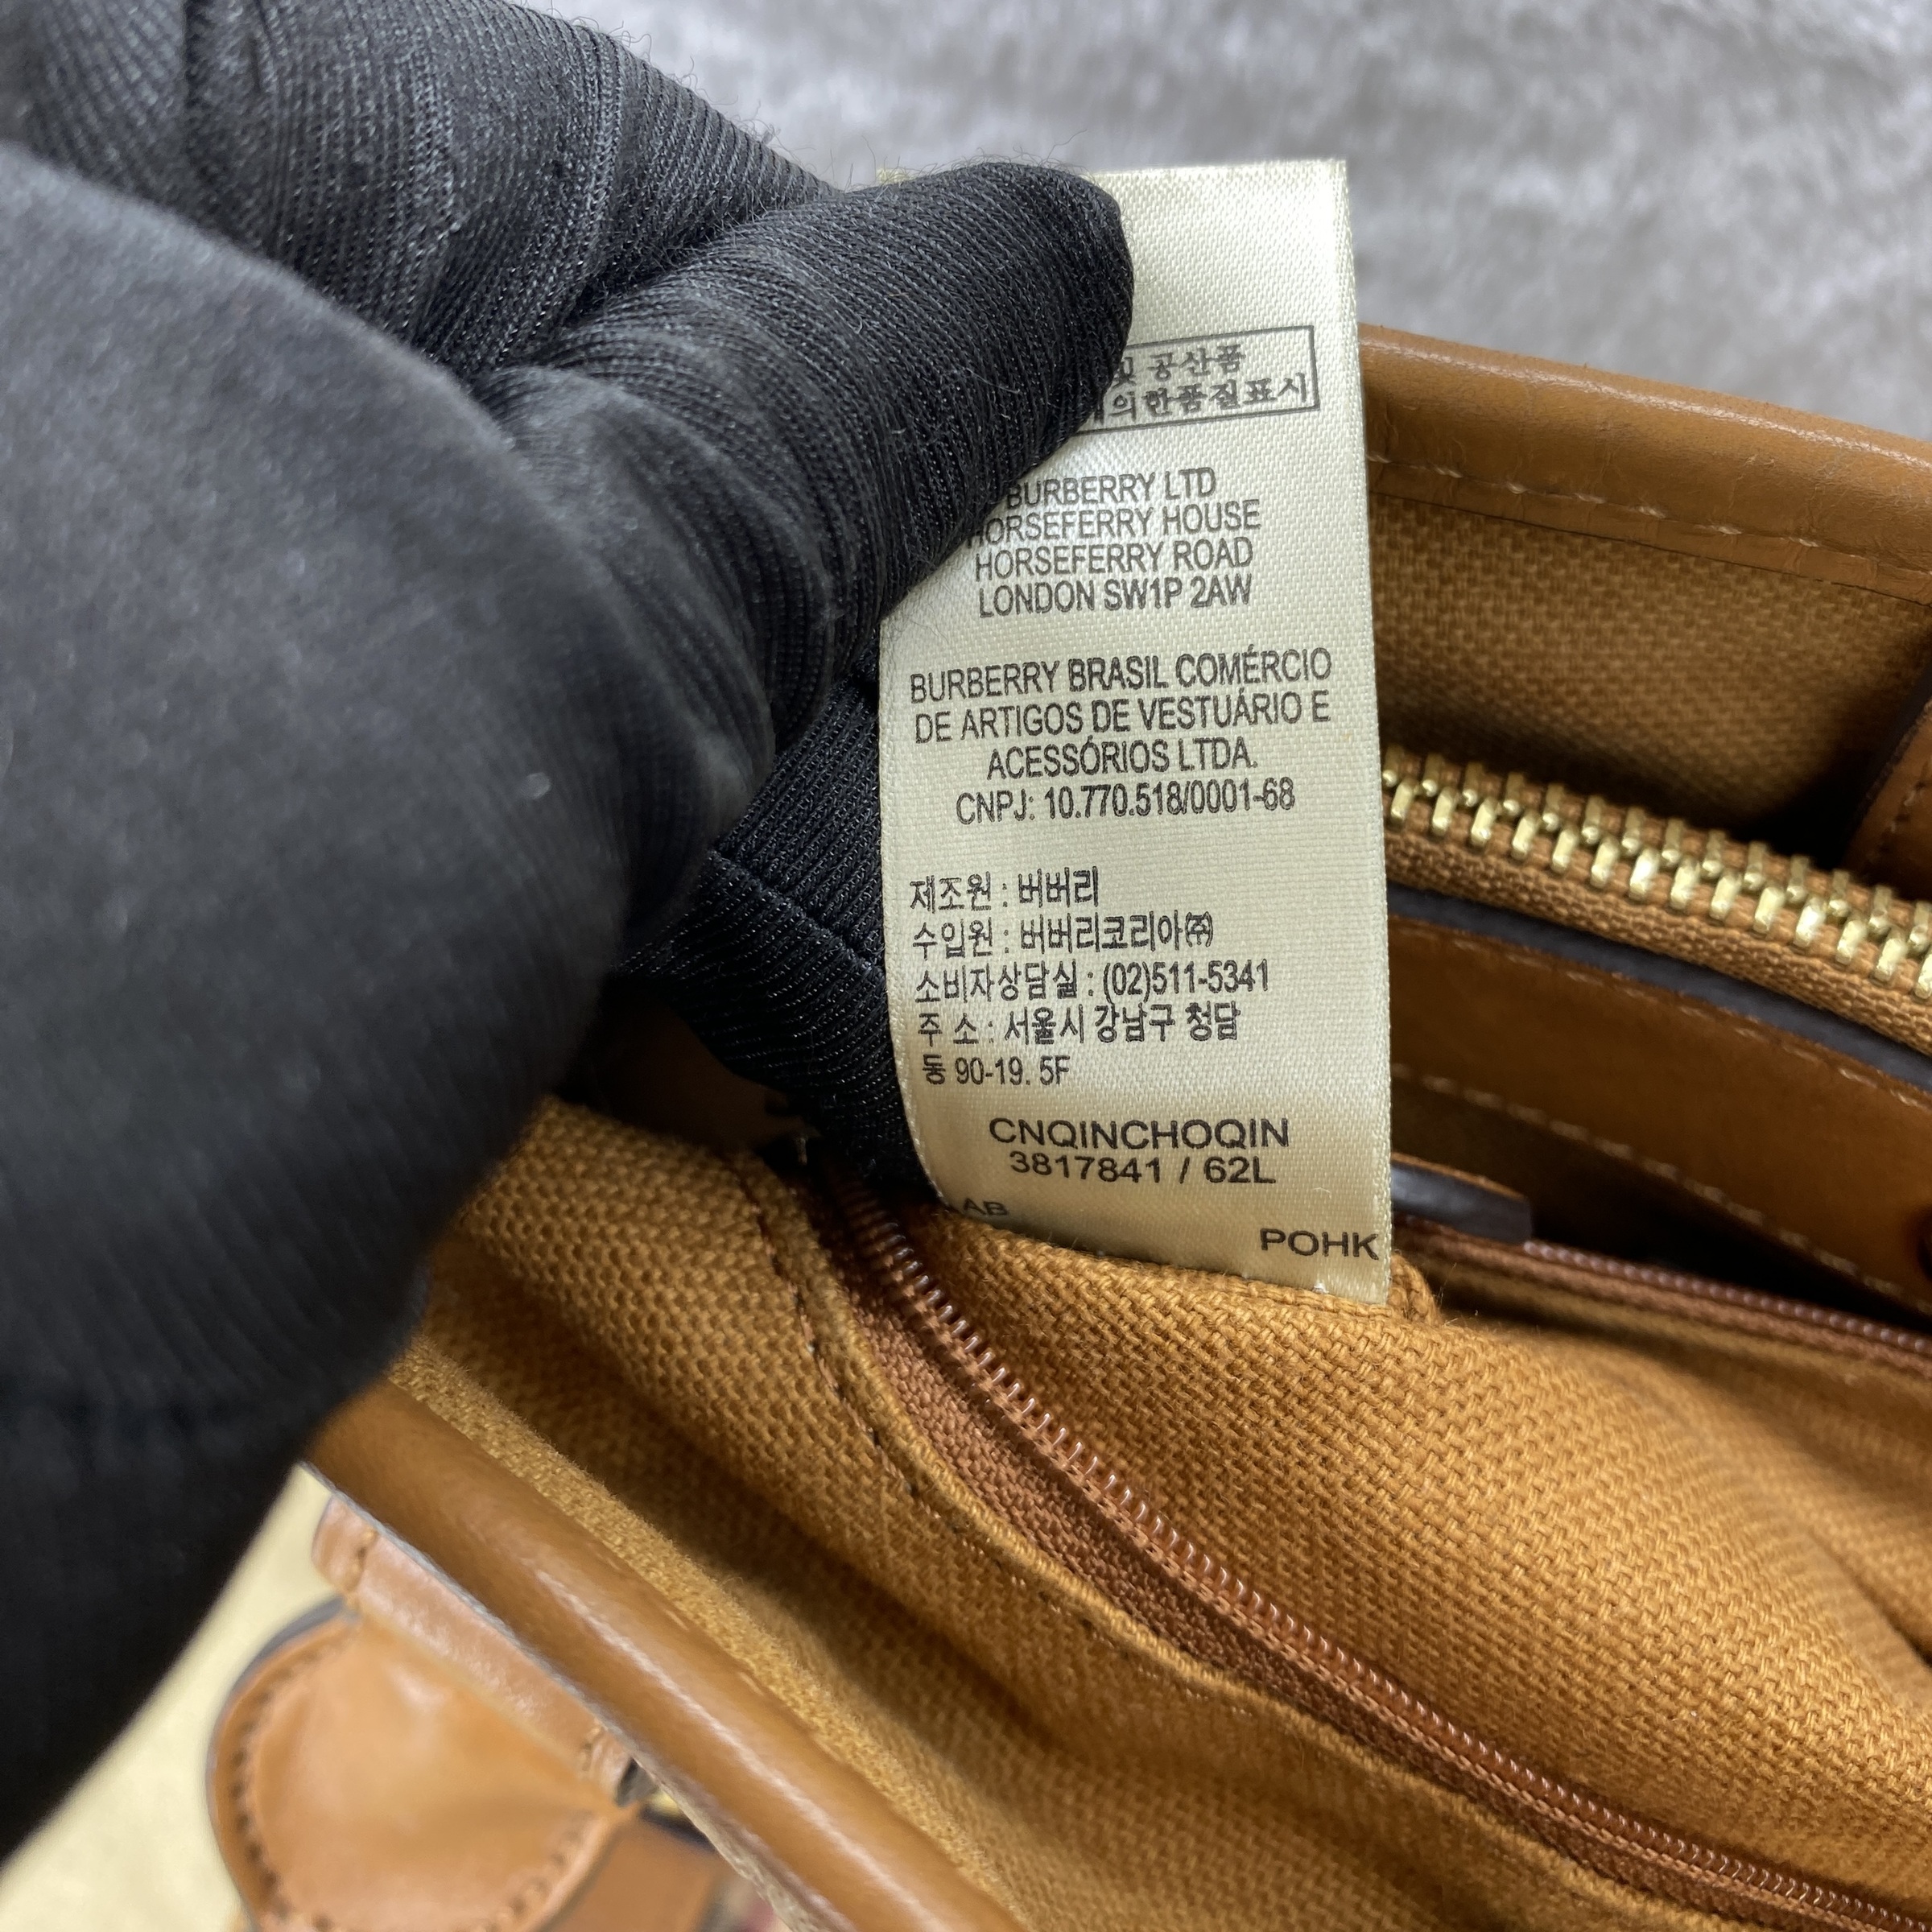 공산품
의한품질표시
BURBERRY LTD
HORSEFERRY HOUSE
HORSEFERRY ROAD
LONDON SW1P 2AW
BURBERRY BRASIL COMÉRCIO
DE ARTIGOS DE VESTUÁRIO E
ACESSÓRIOS LTDA.
CNPJ: 10.770.518/0001-68
제조원 : 버버리
수입원 : 버버리코리아㈜
소비자상담실 : (02)511-5341
주 소 : 서울시 강남구 청담
동 90-19. 5F
CNQINCHOQIN
3817841 / 62L
AB
POHK